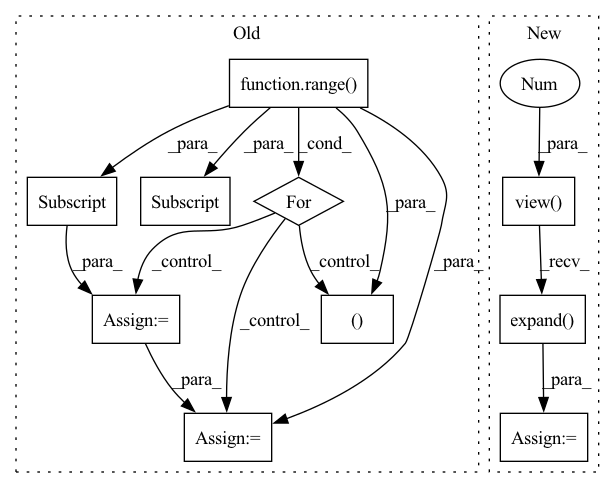 Old
New
function.range()
Num
_para_
_para_
_cond_
_para_
Subscript
Subscript
For
_para_
_para_
view()
_para_
_control_
_control_
_recv_
Assign:=
_control_
()
expand()
_para_
_para_
Assign:=
Assign:=